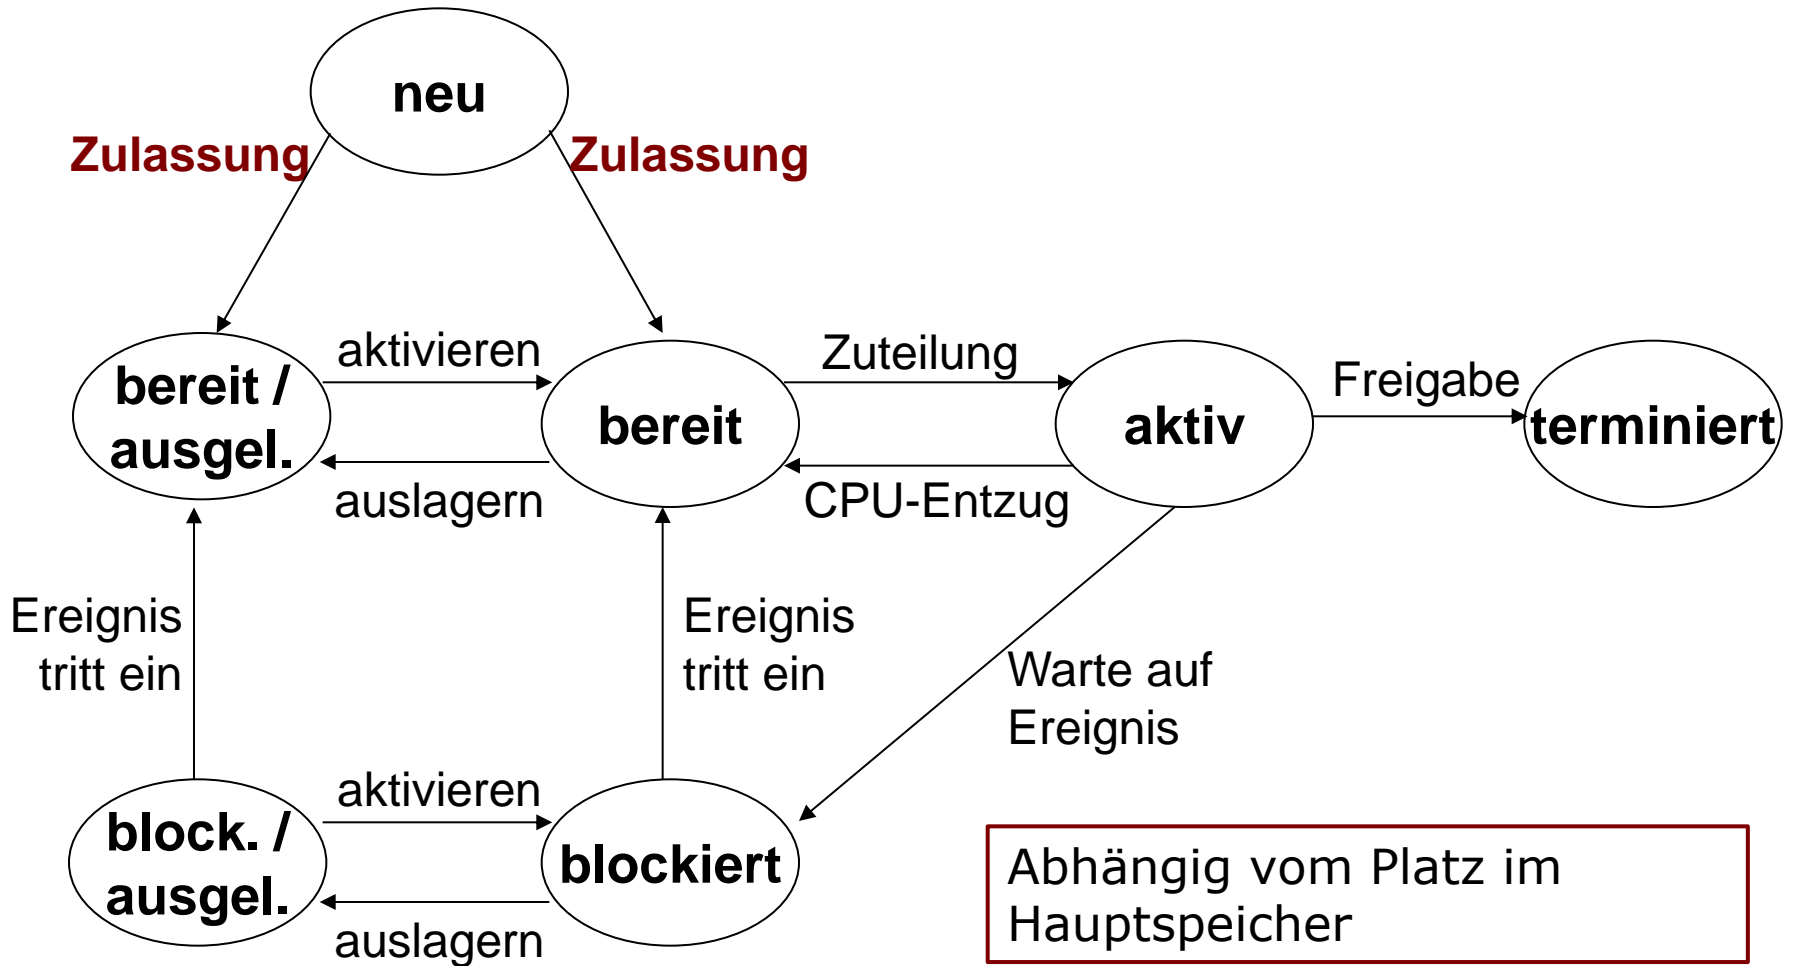 neu
Zulassung
Zulassung
bereit /
ausgel.
aktivieren
auslagern
bereit
Zuteilung
CPU-Entzug
aktiv
Freigabe
terminiert
Ereignis
tritt ein
Ereignis
tritt ein
Warte auf
Ereignis
block. /
ausgel.
aktivieren
auslagern
blockiert
Abhängig vom Platz im
Hauptspeicher